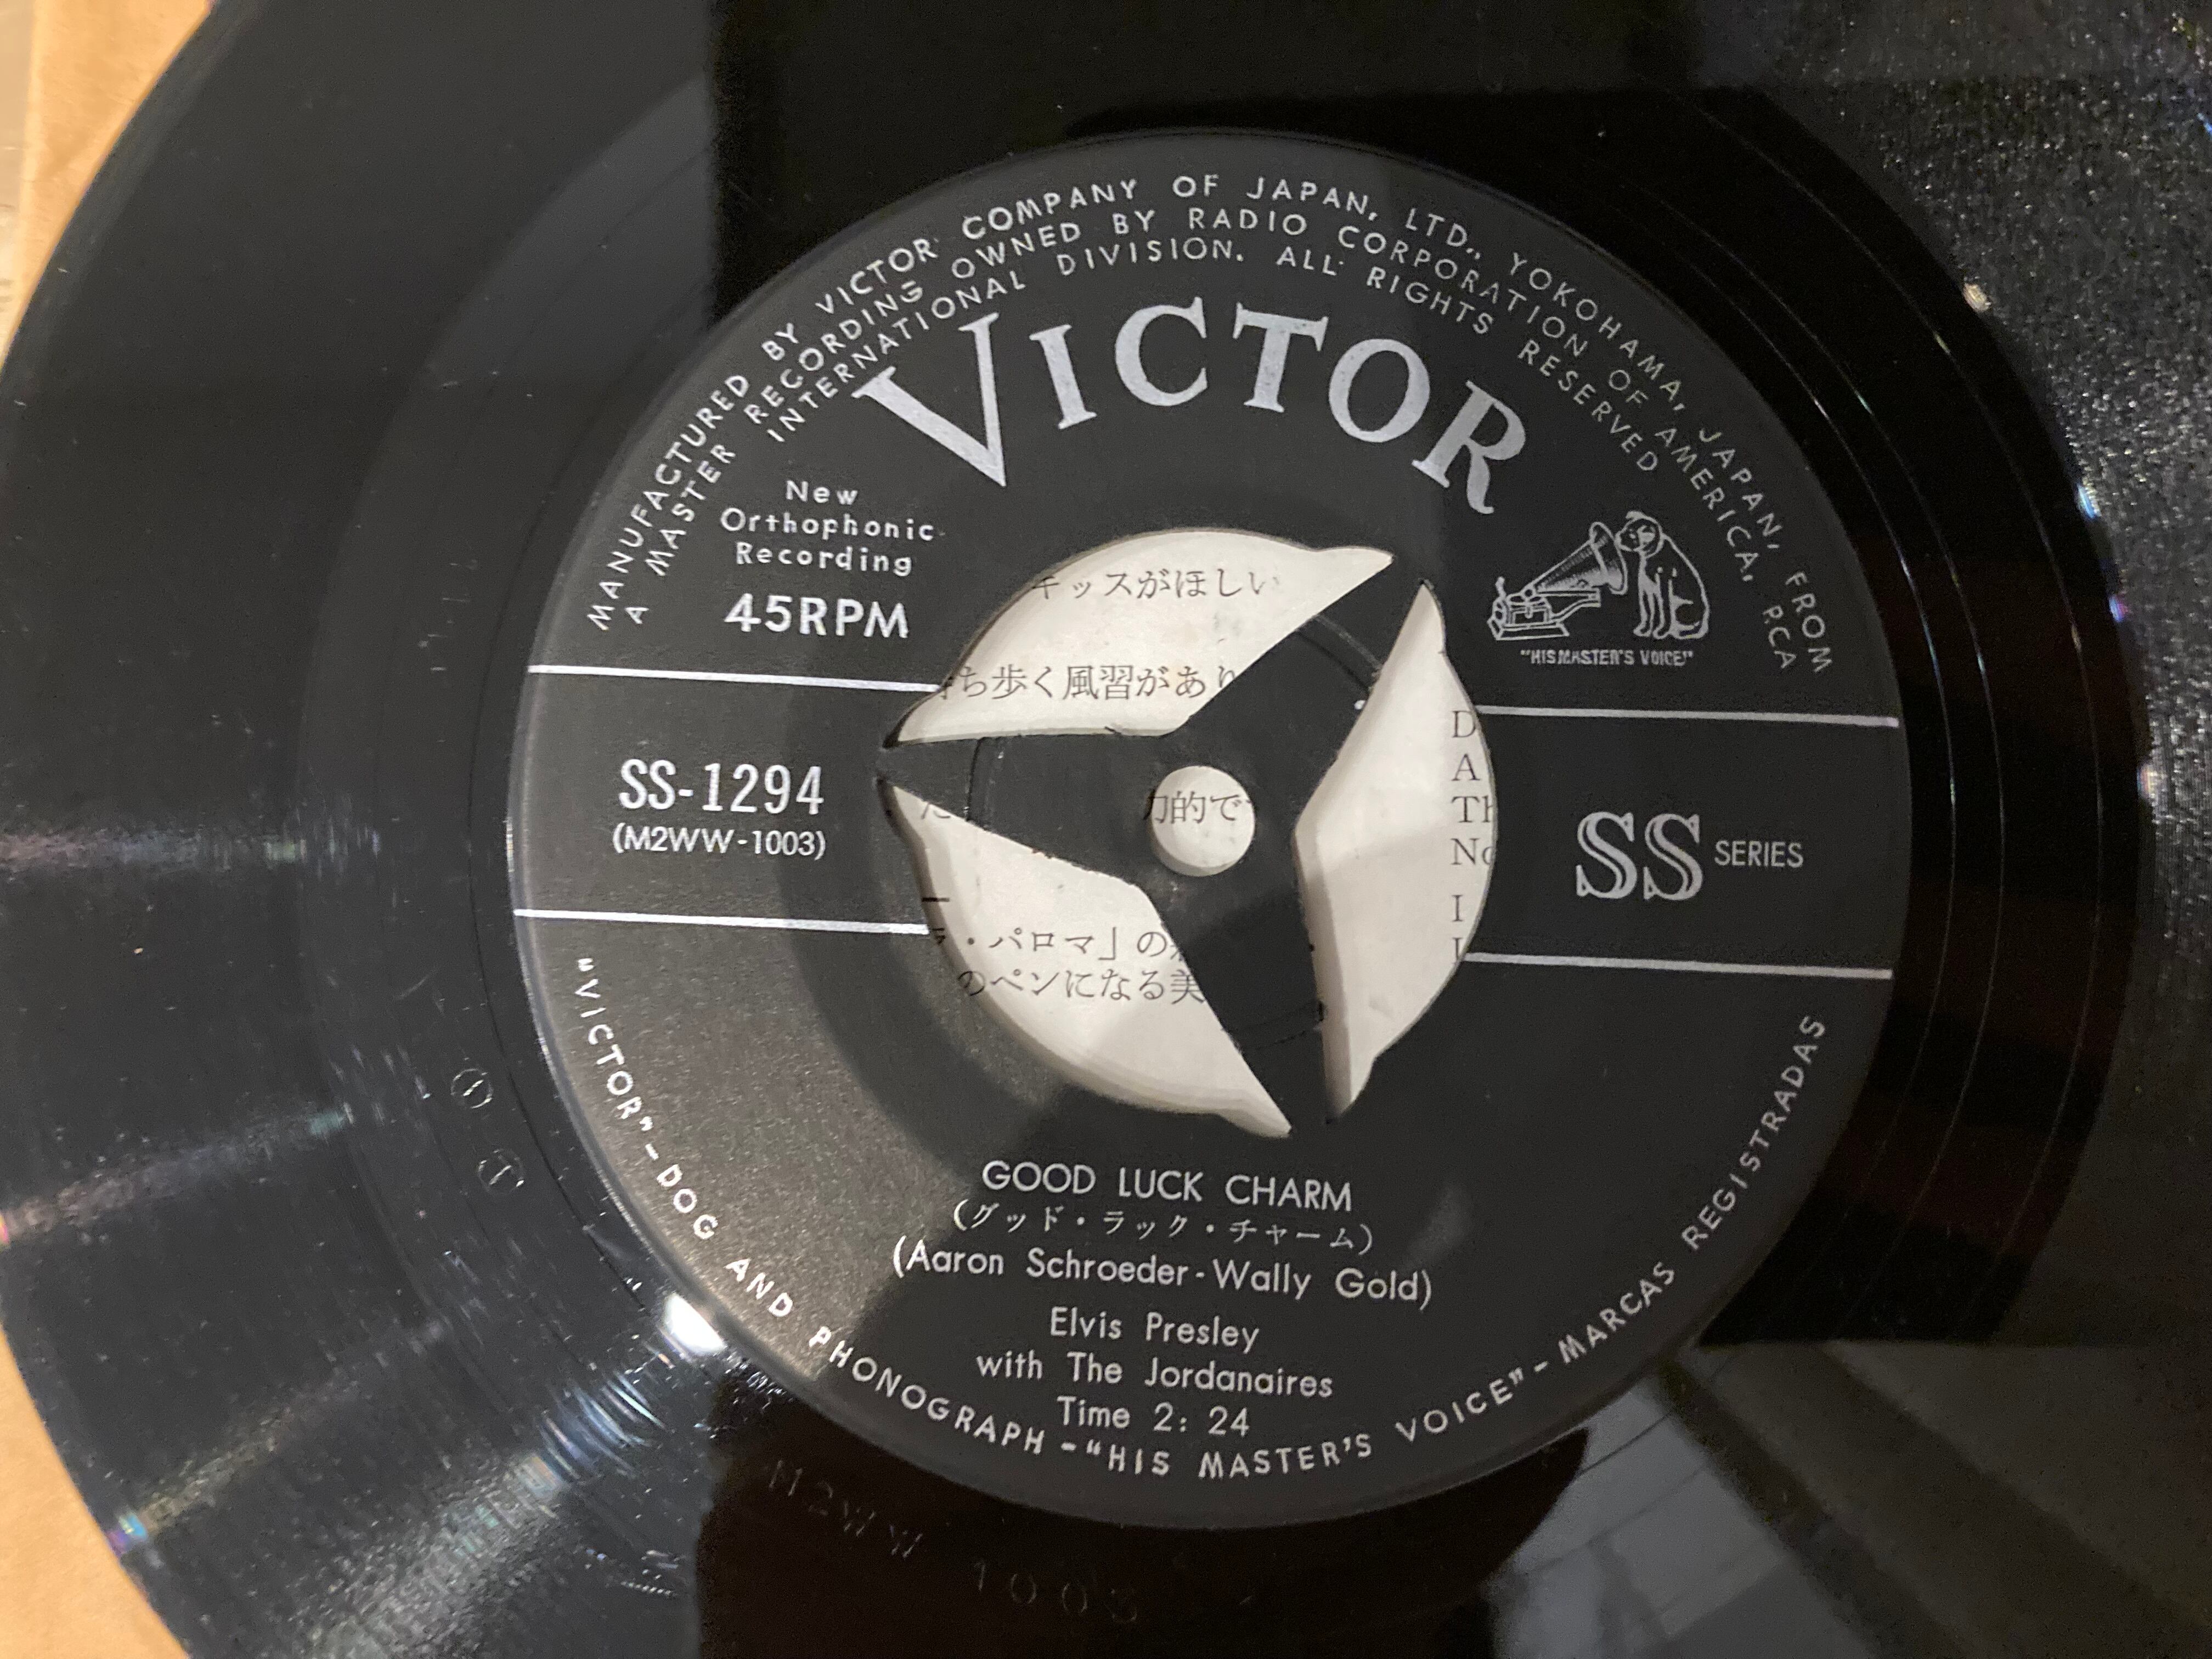 MANUFACTURED BY VICTOR COMPANY OF JAPAN, LTD., YOKOHAMA, JAPAN, FROM
A MASTER RECORDING OWNED BY RADIO CORPORATION OF AMERICA, RCA
INTERNATIONAL DIVISION. ALL RIGHTS RESERVED
VICTOR
New
Orthophonic
Recording
45RPM
"HIS MASTER'S VOICE"
キッスがほしい
ち歩く風習があり
SS-1294
(M2WW-1003)
SS SERIES
的で
D
A
Th
No
I
I
・パロマ」の
のペンになる美
GOOD LUCK CHARM
(グッド・ラック・チャーム)
(Aaron Schroeder-Wally Gold)
Elvis Presley
with The Jordanaires
Time 2: 24
"VICTOR"-DOG AND PHONOGRAPH-"HIS MASTER'S VOICE"-MARCAS REGISTRADAS
M2WW 1003